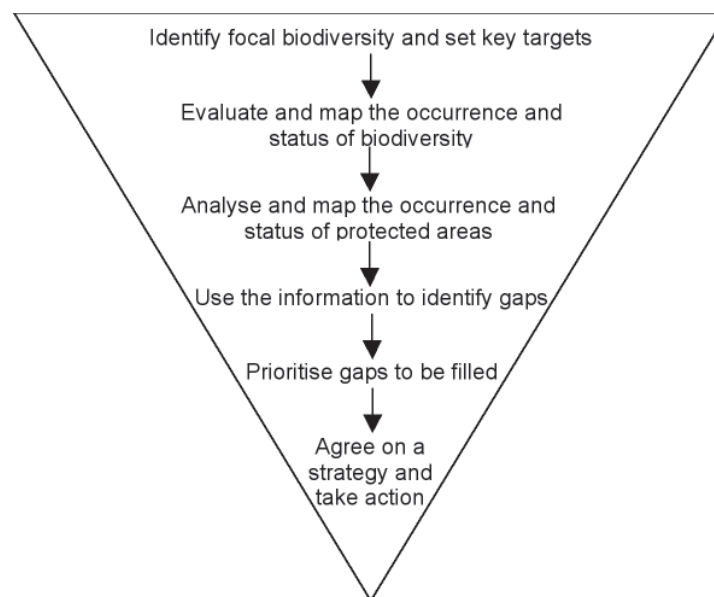 Identify focal biodiversity and set key targets
Evaluate and map the occurrence and
status of biodiversity
Analyse and map the occurrence and
status of protected areas
Use the information to identify gaps
Prioritise gaps to be filled
Agree on a
strategy and
take action